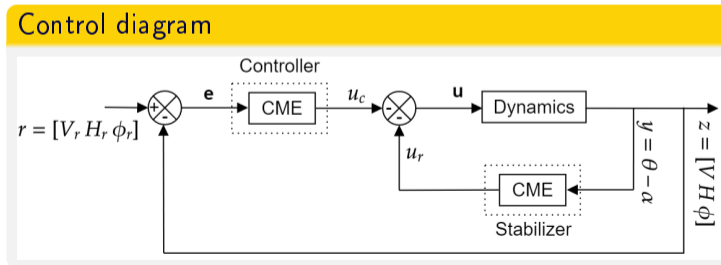 Control diagram
Controller
+
-
e
CME
u_c
-
-
u
Dynamics
r = [V_r H_r ϕ_r]
u_r
CME
Stabilizer
y = θ − α
z = [V H ϕ]